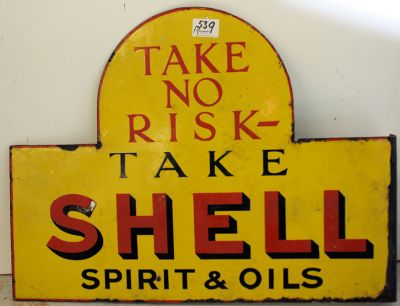 539
TAKE
NO
RISK-
TAKE
SHELL
SPIRIT & OILS